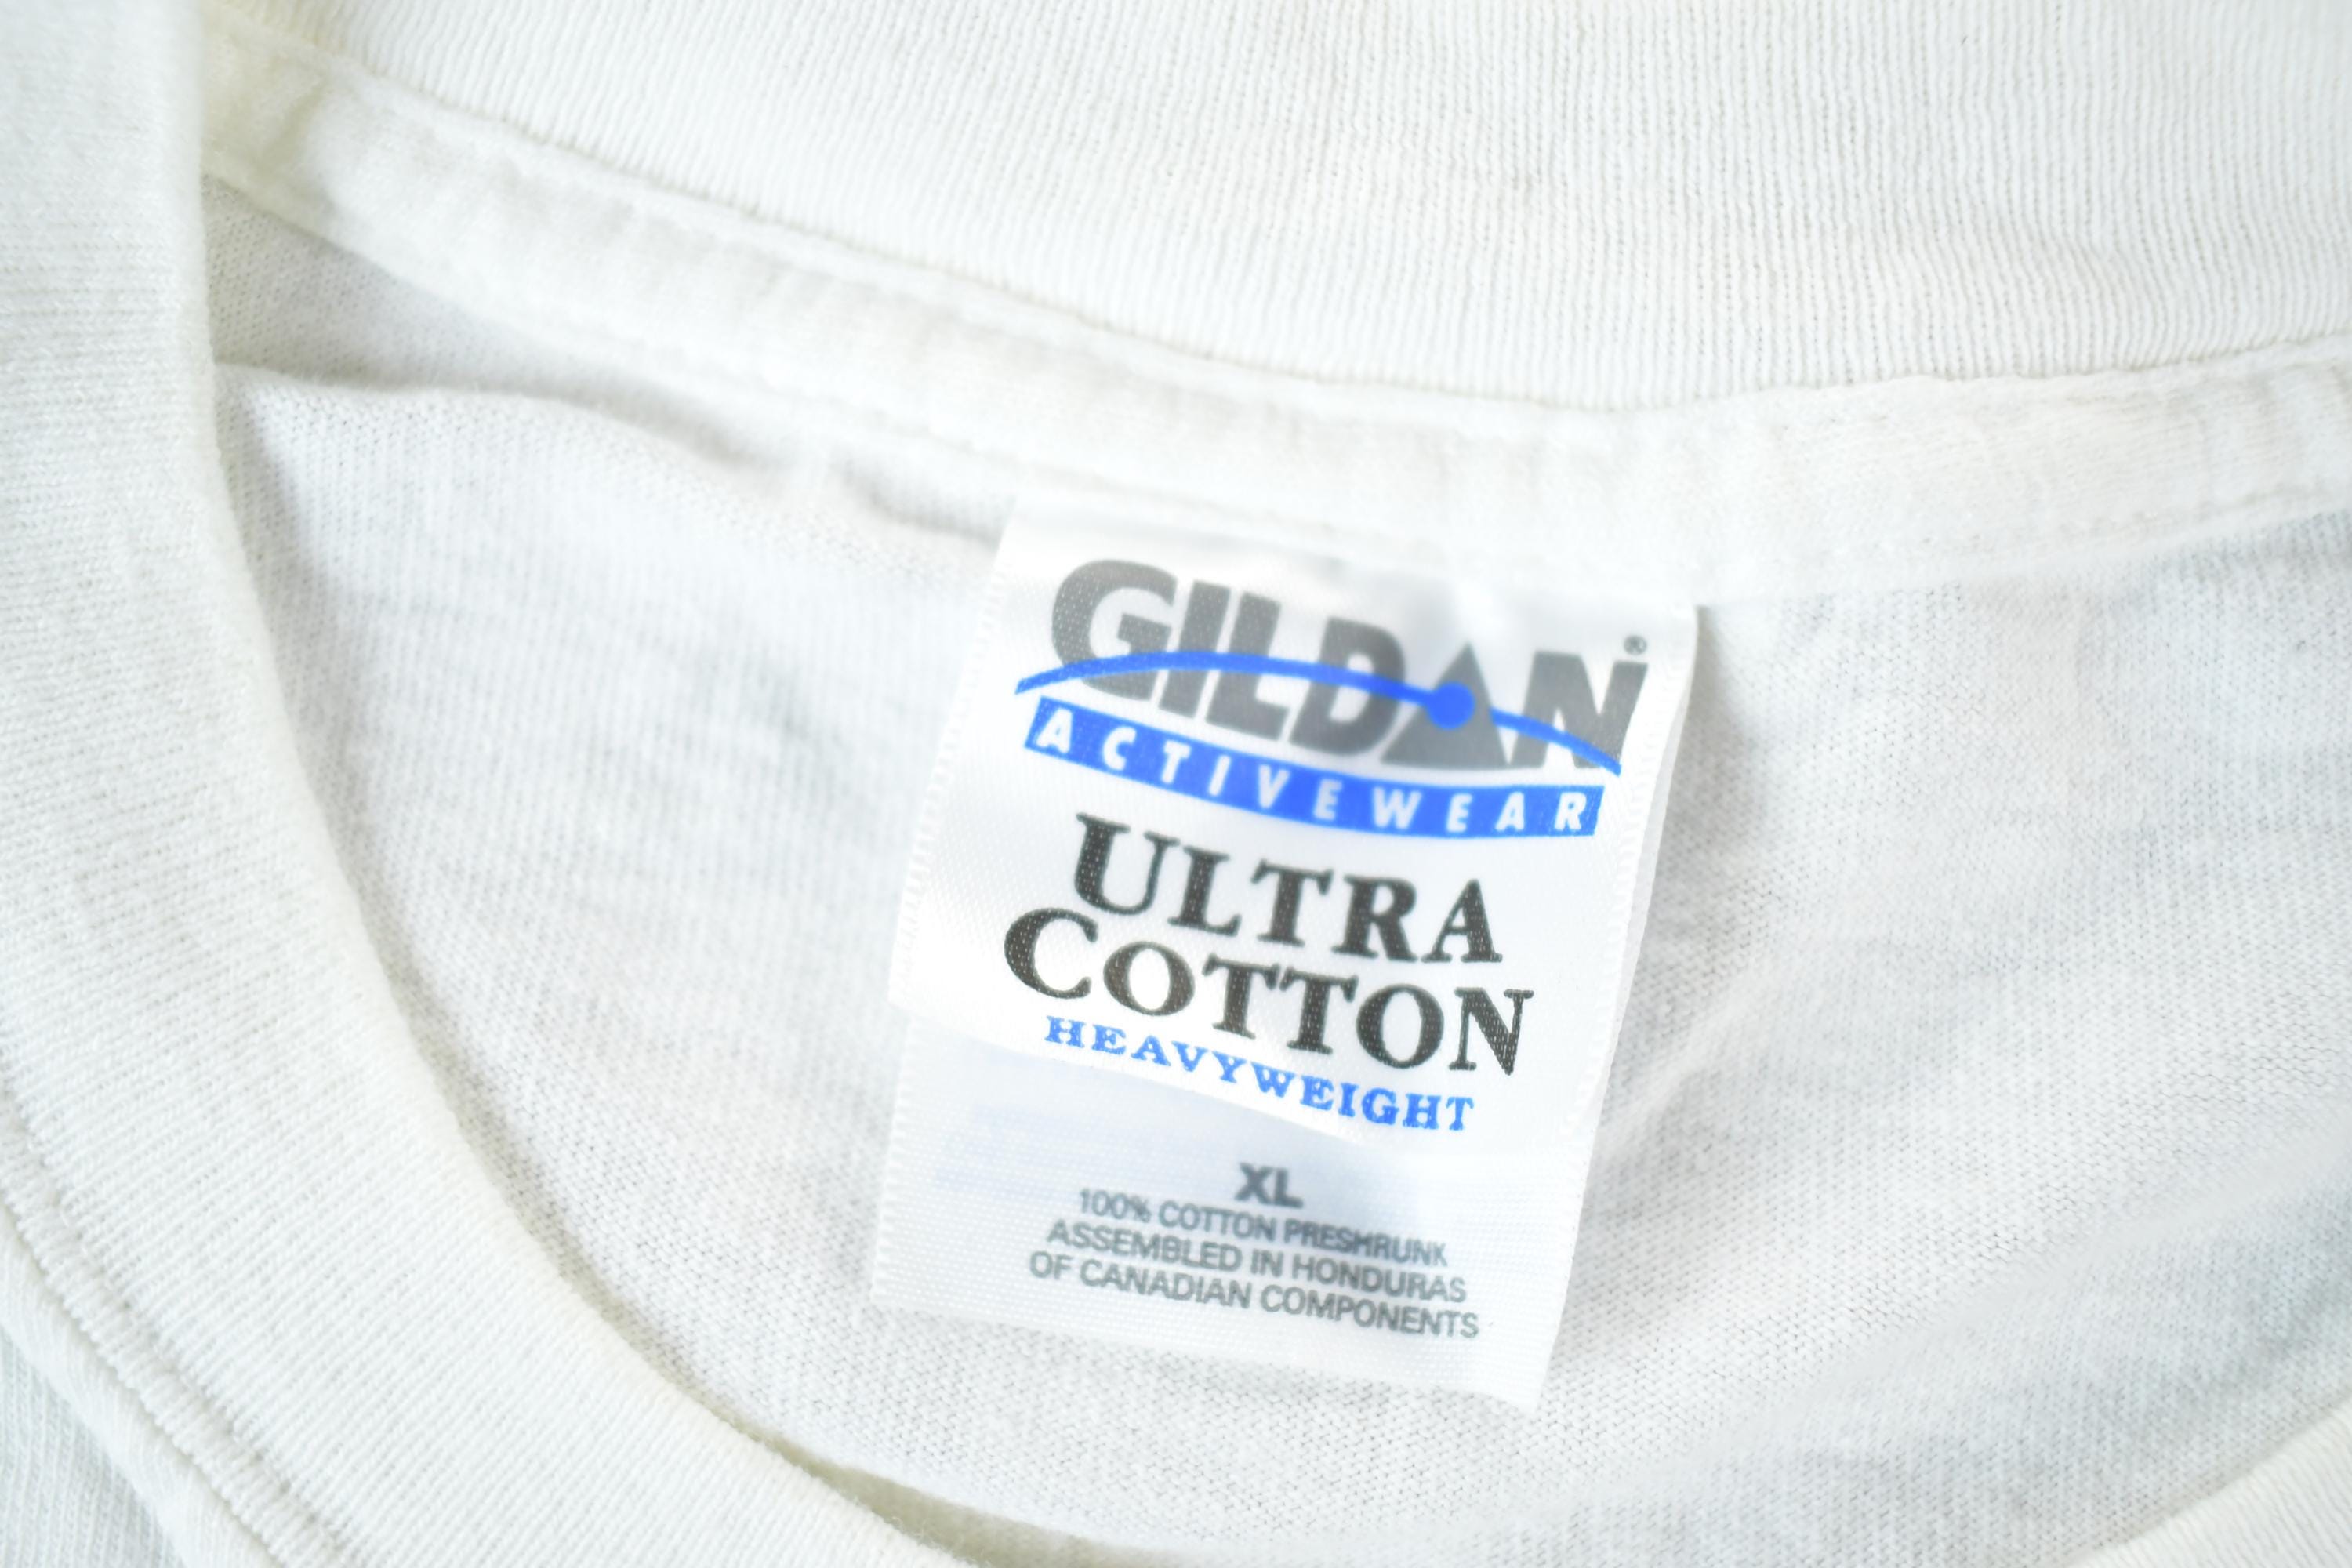 GILDAN®
ACTIVEWEAR
ULTRA
COTTON
HEAVYWEIGHT
XL
100% COTTON PRESHRUNK
ASSEMBLED IN HONDURAS
OF CANADIAN COMPONENTS